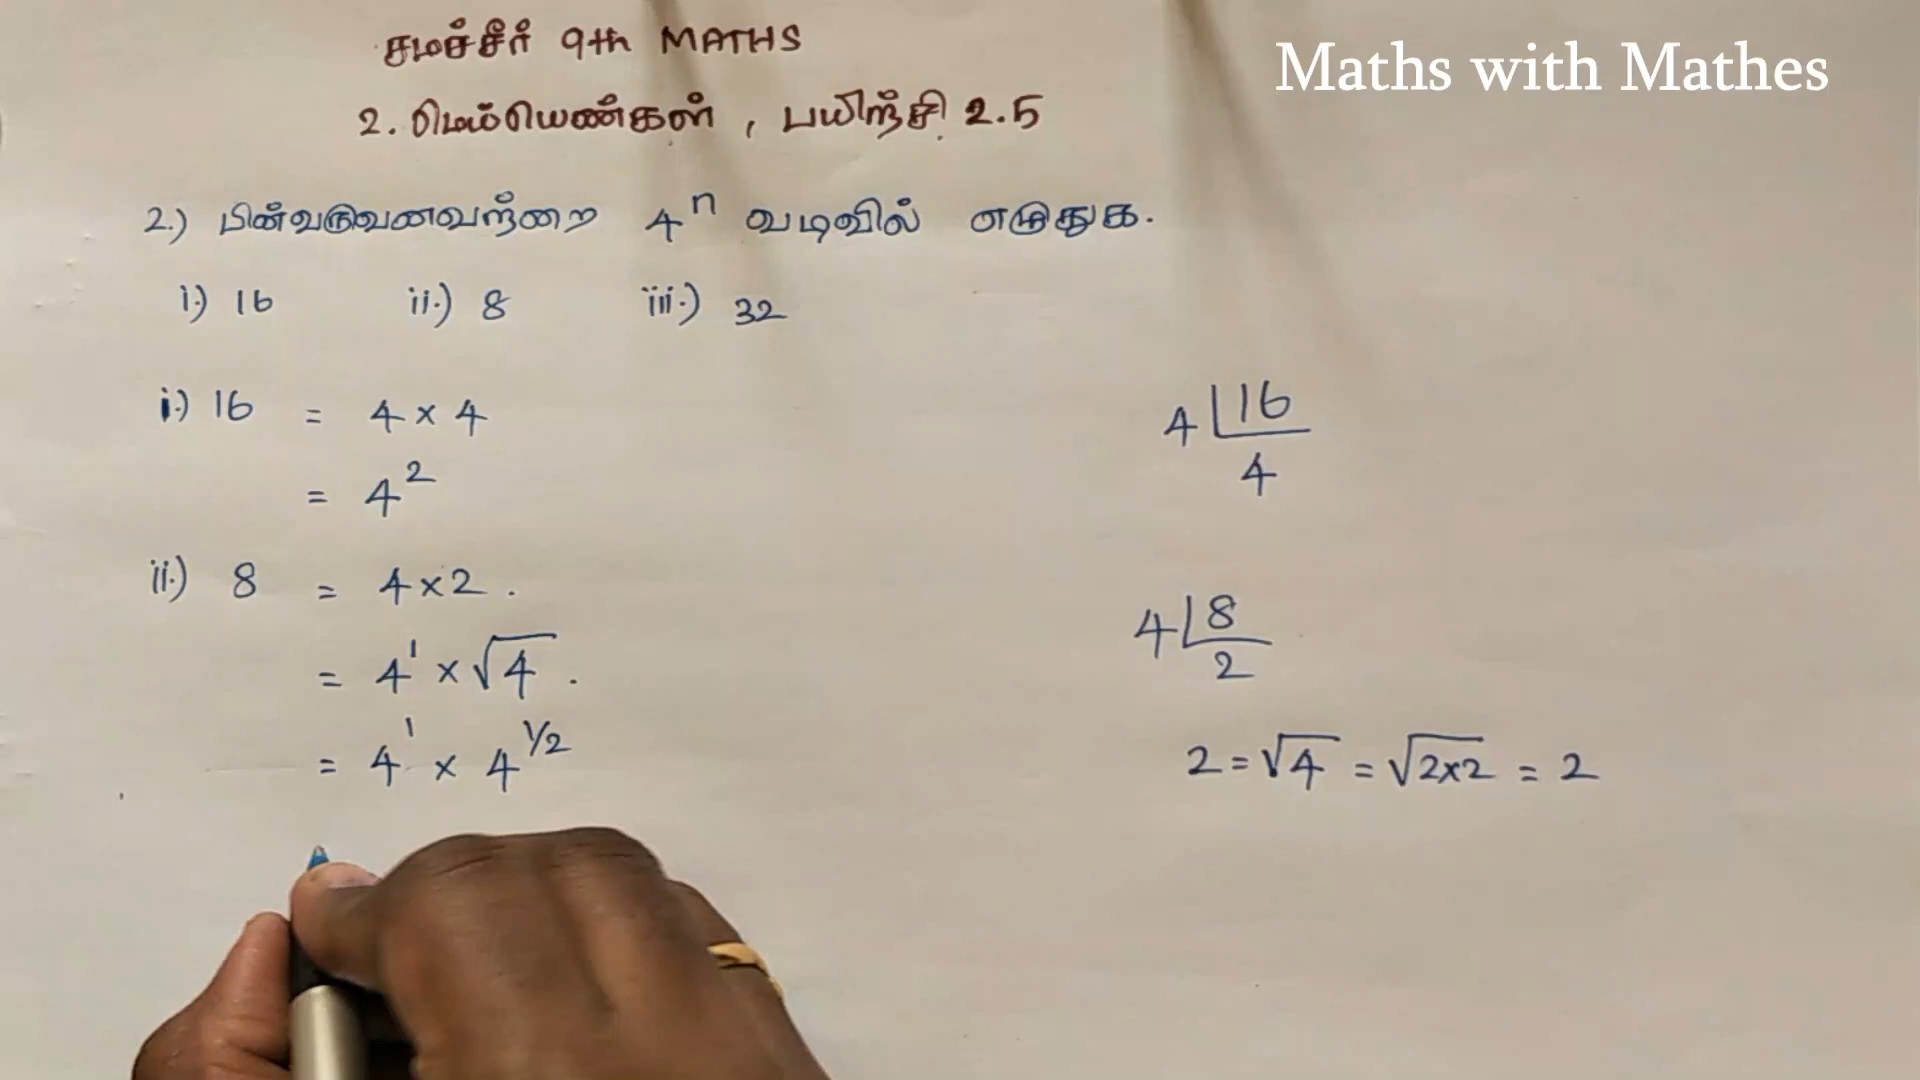 சமச்சீர் 9th MATHS
Maths with Mathes
2. மெய்யெண்கள் , பயிற்சி 2.5
2.) பின்வருவனவற்றை 4ⁿ வடிவில் எழுதுக.
i.) 16 ii.) 8 iii.) 32
i.) 16 = 4 × 4
= 4²
4 | 16
4
ii.) 8 = 4 × 2 .
= 4¹ × √4 .
= 4¹ × 4^1/2
4 | 8
2
2 = √4 = √2×2 = 2